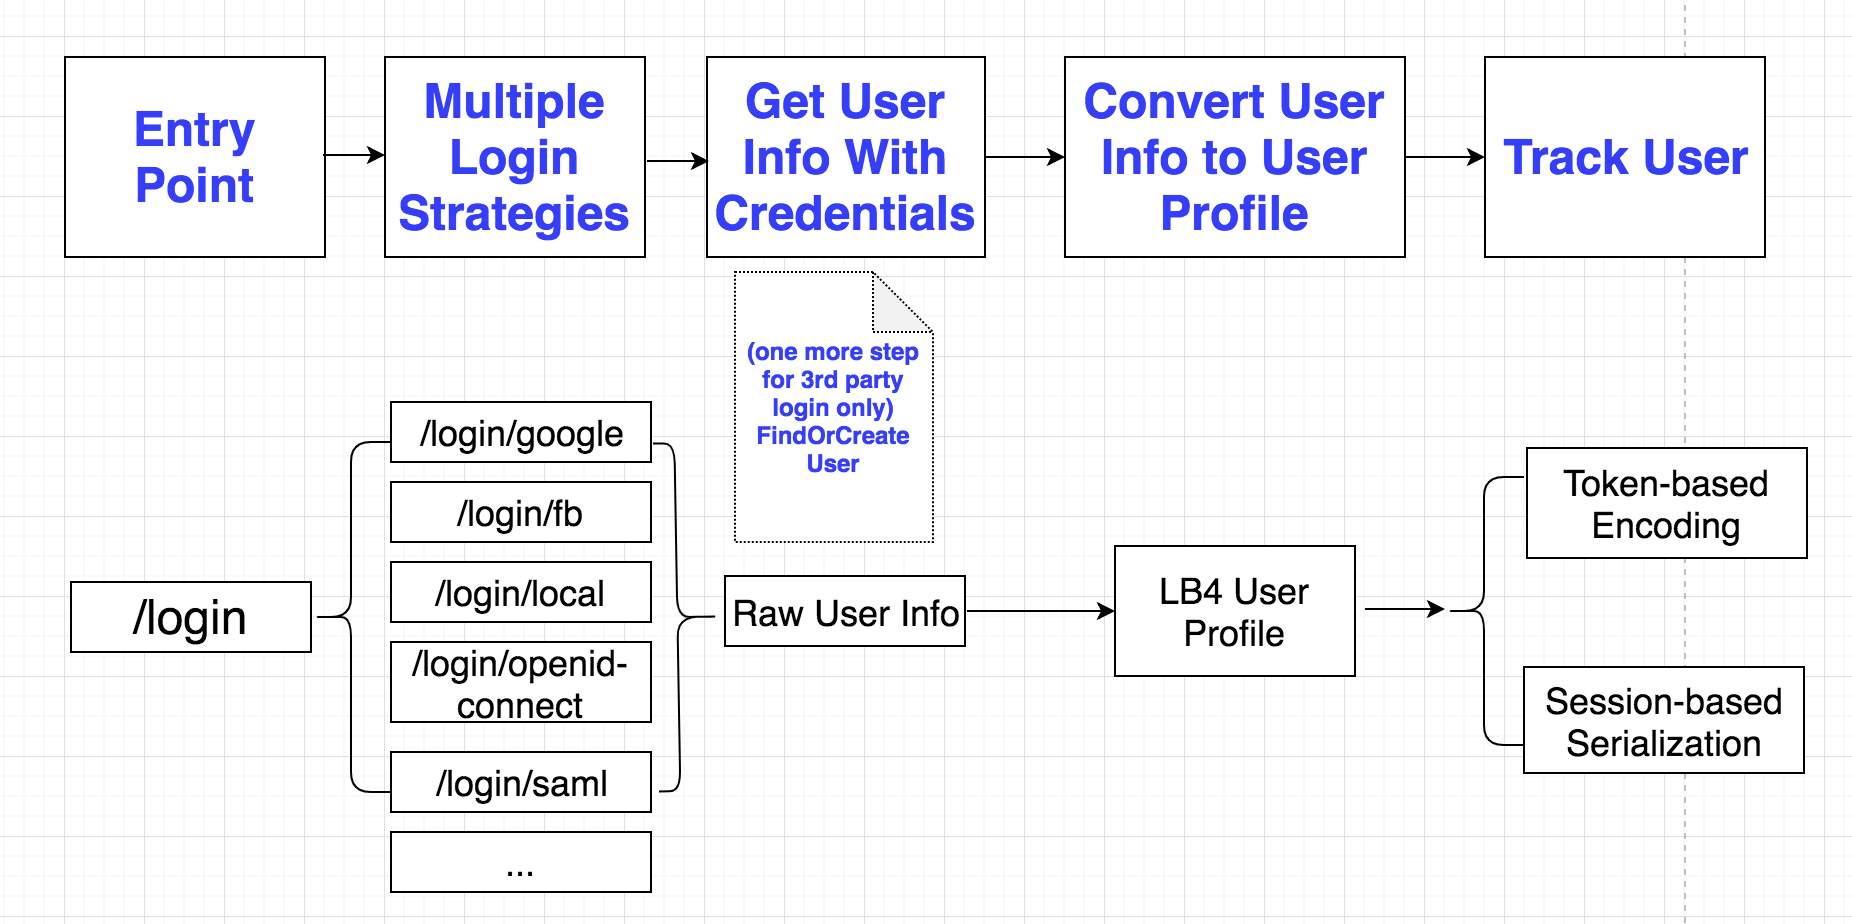 Entry
Point
Multiple
Login
Strategies
Get User
Info With
Credentials
Convert User
Info to User
Profile
Track User
(one more step
for 3rd party
login only)
FindOrCreate
User
/login
/login/google
/login/fb
/login/local
/login/openid-
connect
/login/saml
...
Raw User Info
LB4 User
Profile
Token-based
Encoding
Session-based
Serialization